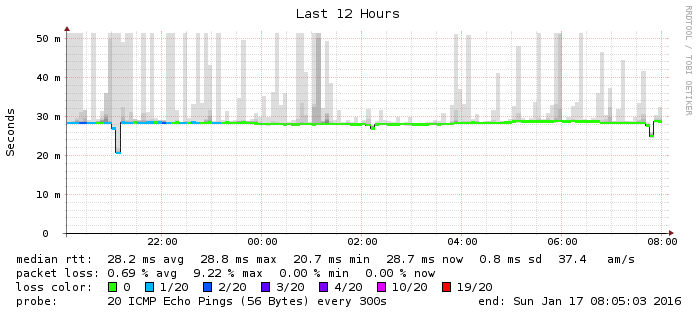 Last 12 Hours
RRDTOOL / TOBI OETIKER
Seconds
50 m
40 m
30 m
20 m
10 m
0
22:00 00:00 02:00 04:00 06:00 08:00
median rtt: 28.2 ms avg 28.8 ms max 20.7 ms min 28.7 ms now 0.8 ms sd 37.4 am/s
packet loss: 0.69 % avg 9.22 % max 0.00 % min 0.00 % now
loss color: 0 1/20 2/20 3/20 4/20 10/20 19/20
probe: 20 ICMP Echo Pings (56 Bytes) every 300s end: Sun Jan 17 08:05:03 2016